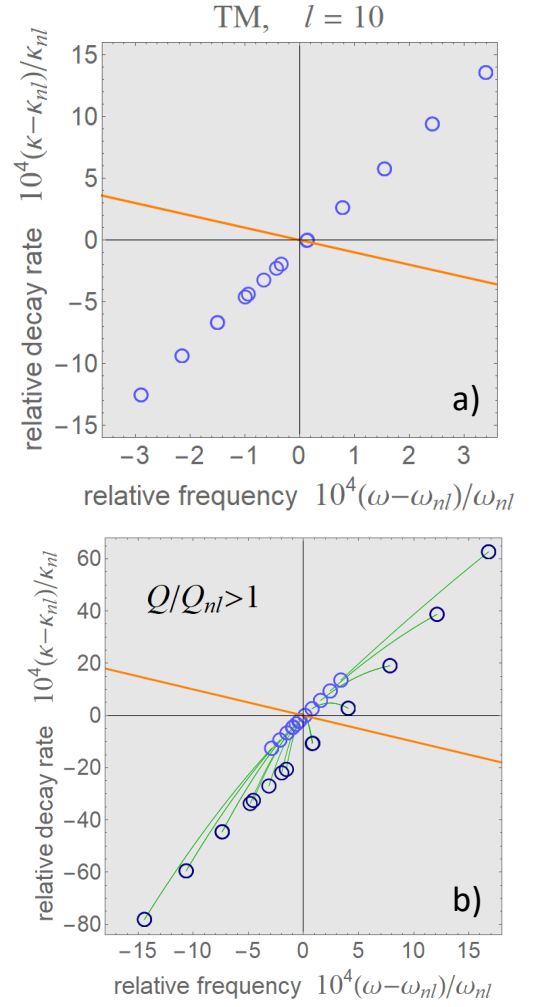 TM, l = 10
relative decay rate 10⁴(κ−κₙₗ)/κₙₗ
15
10
5
0
−5
−10
−15
a)
−3 −2 −1 0 1 2 3
relative frequency 10⁴(ω−ωₙₗ)/ωₙₗ
relative decay rate 10⁴(κ−κₙₗ)/κₙₗ
60
40
20
0
−20
−40
−60
−80
Q/Qₙₗ>1
b)
−15 −10 −5 0 5 10 15
relative frequency 10⁴(ω−ωₙₗ)/ωₙₗ